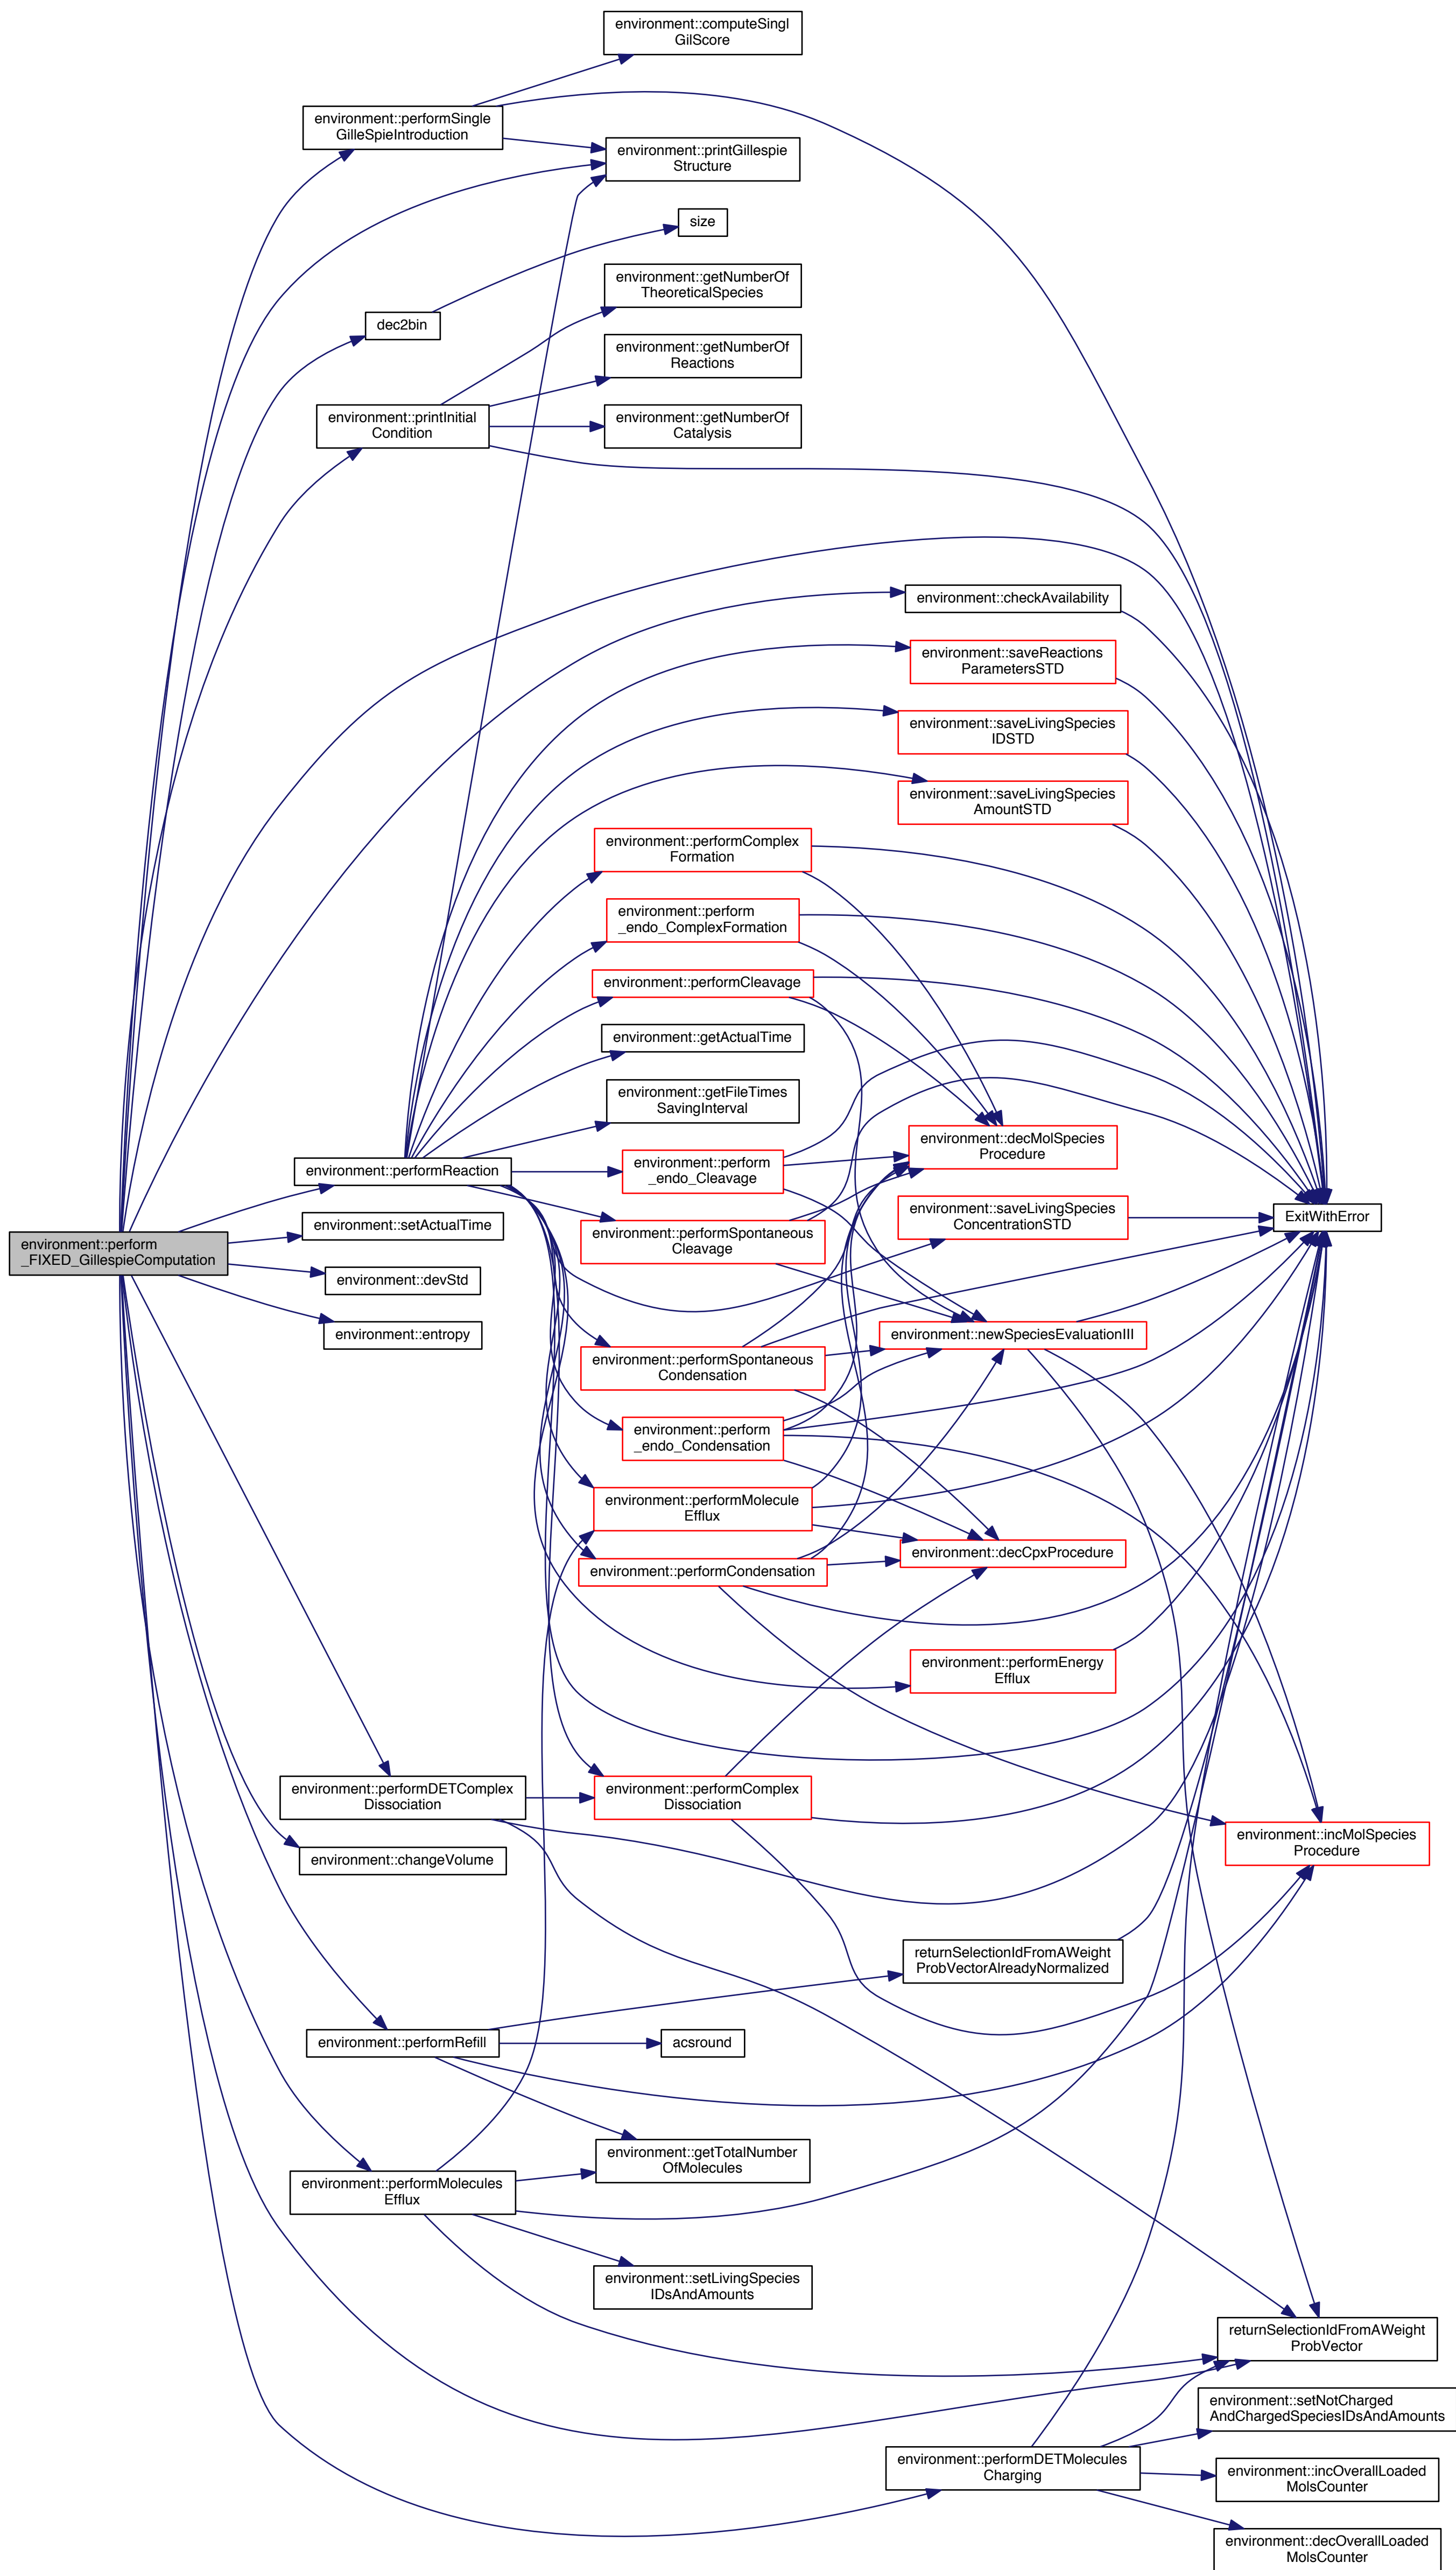 environment::computeSingl
GilScore
environment::performSingle
GilleSpieIntroduction
environment::printGillespie
Structure
size
environment::getNumberOf
TheoreticalSpecies
dec2bin
environment::getNumberOf
Reactions
environment::printInitial
Condition
environment::getNumberOf
Catalysis
environment::checkAvailability
environment::saveReactions
ParametersSTD
environment::saveLivingSpecies
IDSTD
environment::saveLivingSpecies
AmountSTD
environment::performComplex
Formation
environment::perform
_endo_ComplexFormation
environment::performCleavage
environment::getActualTime
environment::getFileTimes
SavingInterval
environment::decMolSpecies
Procedure
environment::performReaction
environment::perform
_endo_Cleavage
environment::setActualTime
environment::performSpontaneous
Cleavage
environment::saveLivingSpecies
ConcentrationSTD
ExitWithError
environment::perform
_FIXED_GillespieComputation
environment::devStd
environment::entropy
environment::newSpeciesEvaluationIII
environment::performSpontaneous
Condensation
environment::perform
_endo_Condensation
environment::performMolecule
Efflux
environment::decCpxProcedure
environment::performCondensation
environment::performEnergy
Efflux
environment::performDETComplex
Dissociation
environment::performComplex
Dissociation
environment::incMolSpecies
Procedure
environment::changeVolume
returnSelectionIdFromAWeight
ProbVectorAlreadyNormalized
environment::performRefill
acsround
environment::getTotalNumber
OfMolecules
environment::performMolecules
Efflux
environment::setLivingSpecies
IDsAndAmounts
returnSelectionIdFromAWeight
ProbVector
environment::setNotCharged
AndChargedSpeciesIDsAndAmounts
environment::performDETMolecules
Charging
environment::incOverallLoaded
MolsCounter
environment::decOverallLoaded
MolsCounter